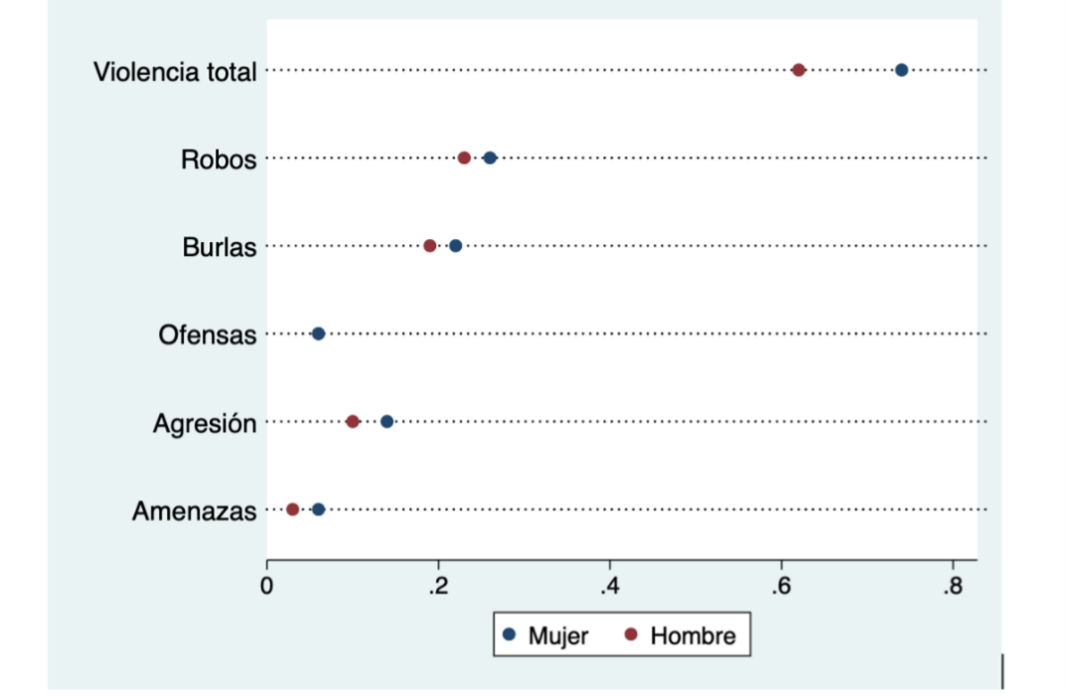 Violencia total
Robos
Burlas
Ofensas
Agresión
Amenazas
0 .2 .4 .6 .8
Mujer Hombre